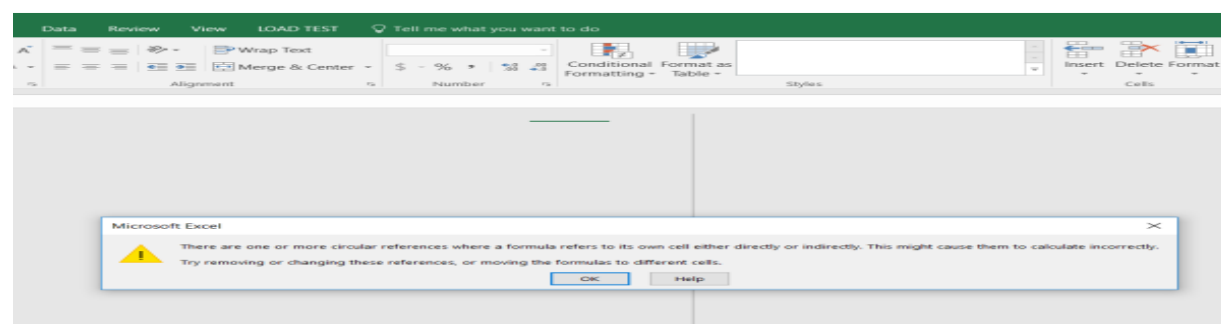 Data Review View LOAD TEST Tell me what you want to do
Wrap Text
Merge & Center
$ - % ,
Conditional Formatting
Format as Table
Insert Delete Format
Alignment Number Styles Cells
Microsoft Excel
There are one or more circular references where a formula refers to its own cell either directly or indirectly. This might cause them to calculate incorrectly.
Try removing or changing these references, or moving the formulas to different cells.
OK Help